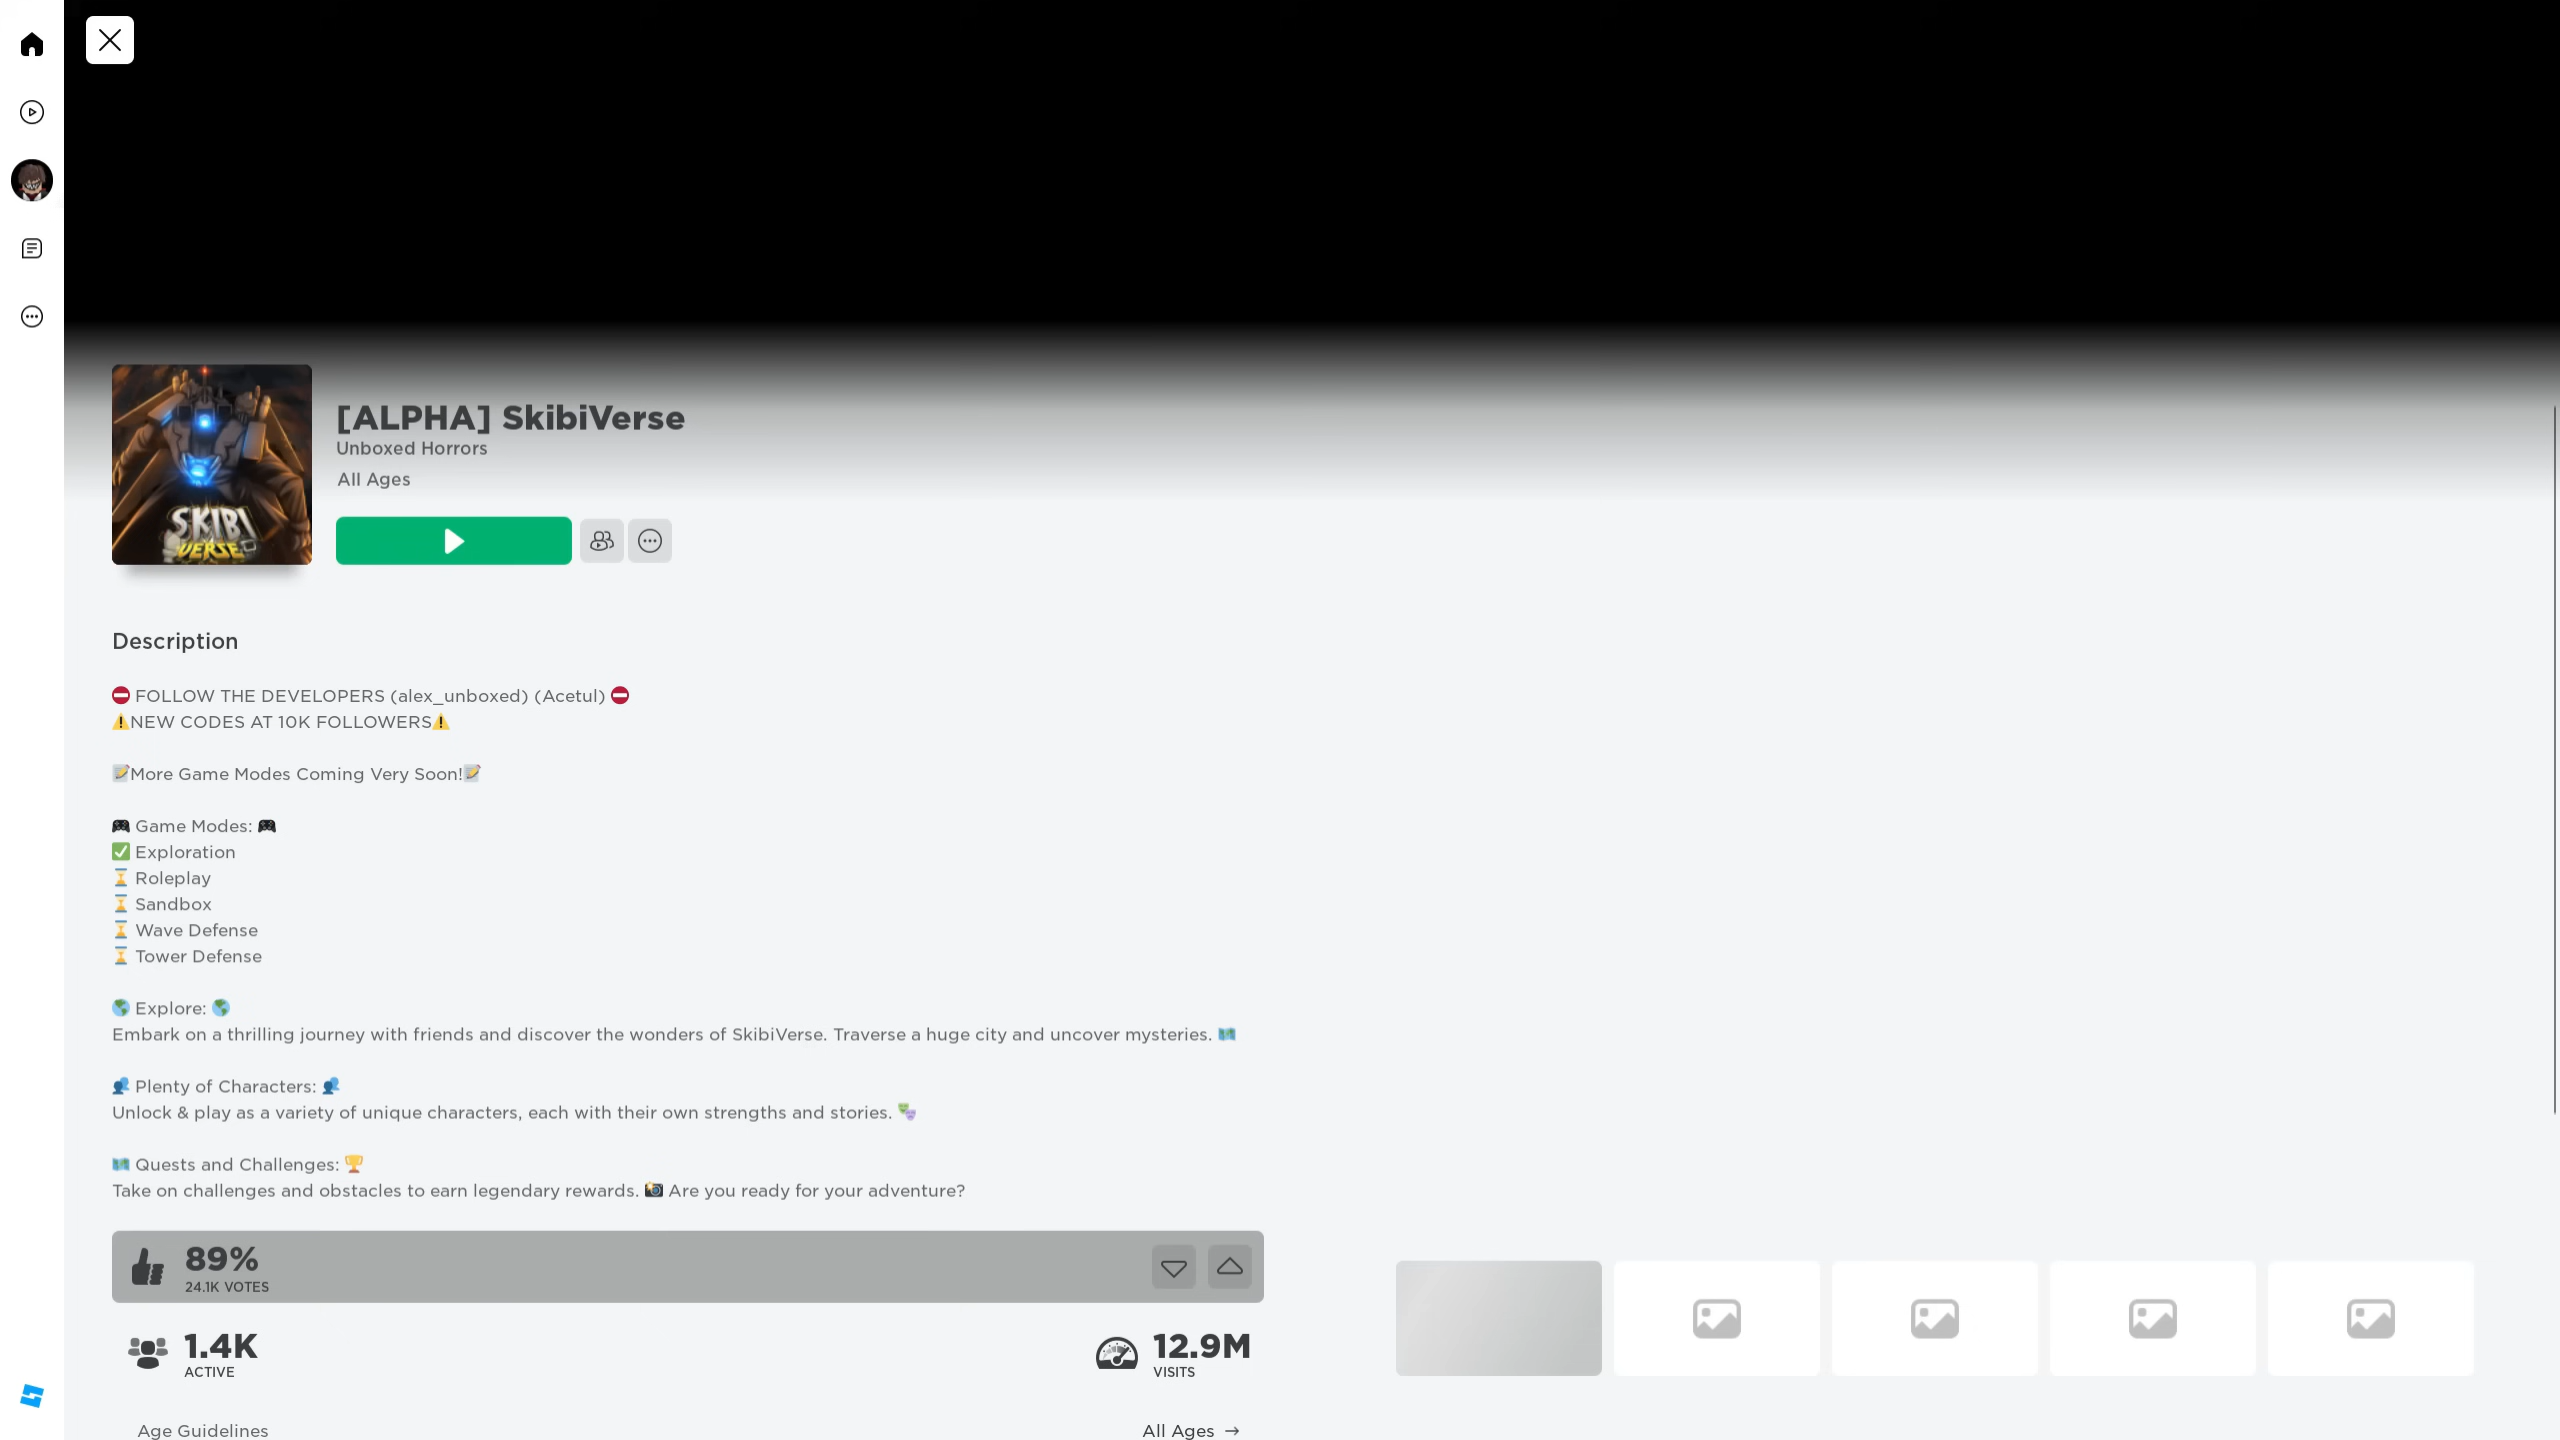 [ALPHA] SkibiVerse
Unboxed Horrors
All Ages
SKIBI
VERSE
Description
⛔ FOLLOW THE DEVELOPERS (alex_unboxed) (Acetul) ⛔
⚠️NEW CODES AT 10K FOLLOWERS⚠️
📝More Game Modes Coming Very Soon!📝
🎮 Game Modes: 🎮
✅ Exploration
⏳ Roleplay
⏳ Sandbox
⏳ Wave Defense
⏳ Tower Defense
🌎 Explore: 🌎
Embark on a thrilling journey with friends and discover the wonders of SkibiVerse. Traverse a huge city and uncover mysteries. 🗺️
👥 Plenty of Characters: 👥
Unlock & play as a variety of unique characters, each with their own strengths and stories. 🎭
🗺️ Quests and Challenges: 🏆
Take on challenges and obstacles to earn legendary rewards. 📸 Are you ready for your adventure?
89%
24.1K VOTES
1.4K
ACTIVE
12.9M
VISITS
Age Guidelines
All Ages →